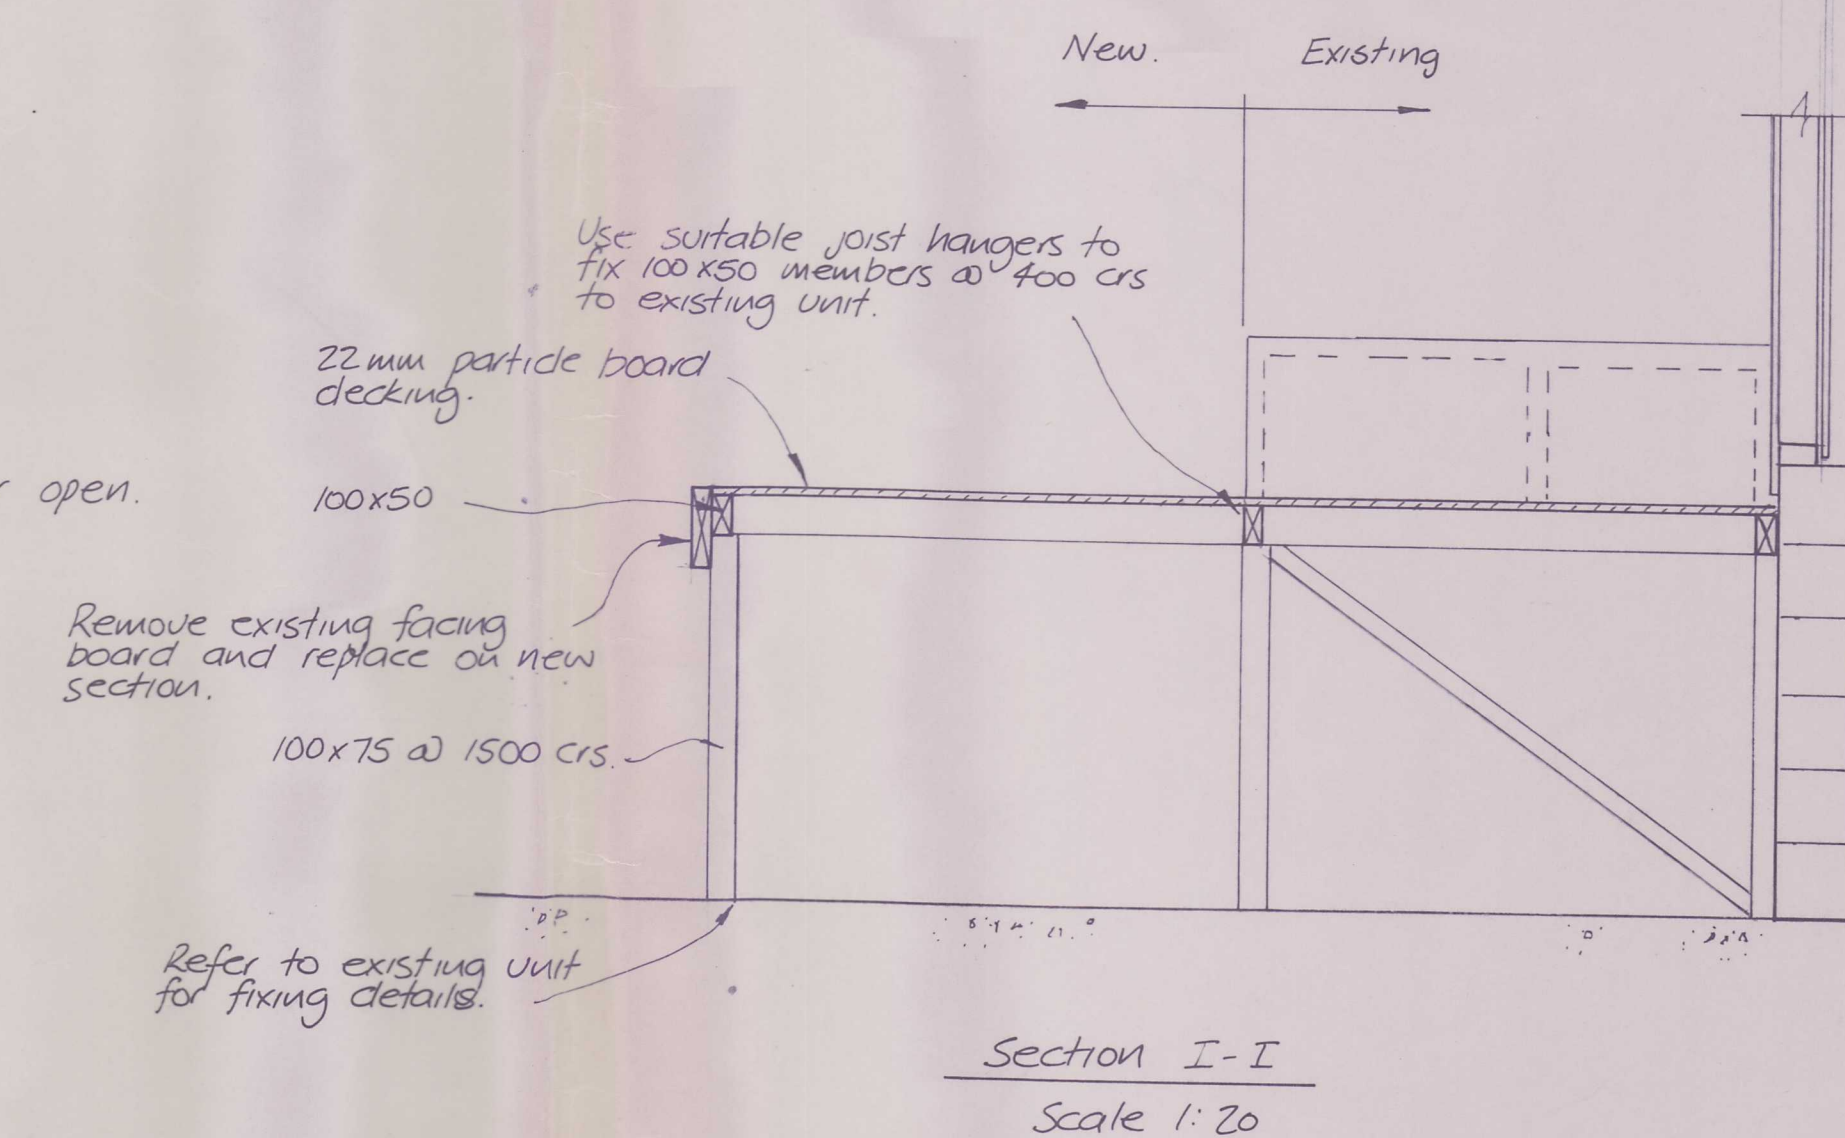 New.
Existing
Use suitable joist hangers to
fix 100x50 members @ 400 crs
to existing unit.
22mm particle board
decking.
open.
100x50
Remove existing facing
board and replace on new
section.
100x75 @ 1500 crs.
Refer to existing unit
for fixing details.
Section I-I
Scale 1:20